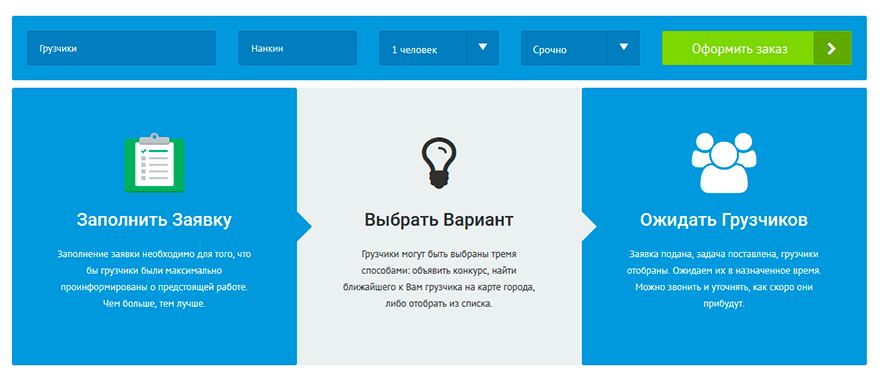 Грузчики
Нанкин
1 человек
Срочно
Оформить заказ
Заполнить Заявку
Заполнение заявки необходимо для того, что
бы грузчики были максимально
проинформированы о предстоящей работе.
Чем больше, тем лучше.
Выбрать Вариант
Грузчики могут быть выбраны тремя
способами: объявить конкурс, найти
ближайшего к Вам грузчика на карте города,
либо отобрать из списка.
Ожидать Грузчиков
Заявка подана, задача поставлена, грузчики
отобраны. Ожидаем их в назначенное время.
Можно звонить и уточнять, как скоро они
прибудут.